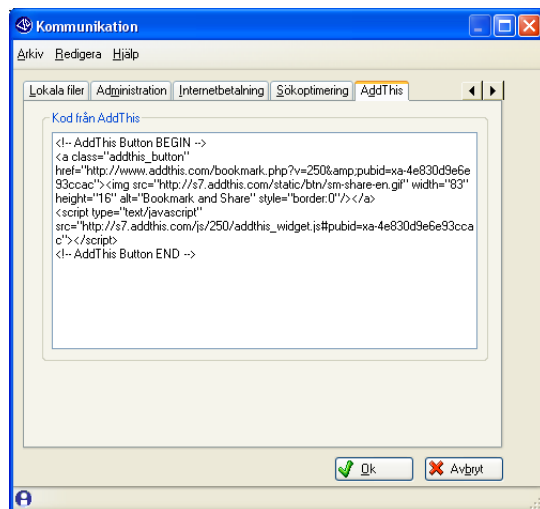 Kommunikation
Arkiv Redigera Hjälp
Lokala filer Administration Internetbetalning Sökoptimering AddThis
Kod från AddThis
<!-- AddThis Button BEGIN -->
<a class="addthis_button"
href="http://www.addthis.com/bookmark.php?v=250&amp;pubid=xa-4e830d9e6e
93ccac"><img src="http://s7.addthis.com/static/btn/sm-share-en.gif" width="83"
height="16" alt="Bookmark and Share" style="border:0"/></a>
<script type="text/javascript"
src="http://s7.addthis.com/js/250/addthis_widget.js#pubid=xa-4e830d9e6e93cca
c"></script>
<!-- AddThis Button END -->
Ok Avbryt